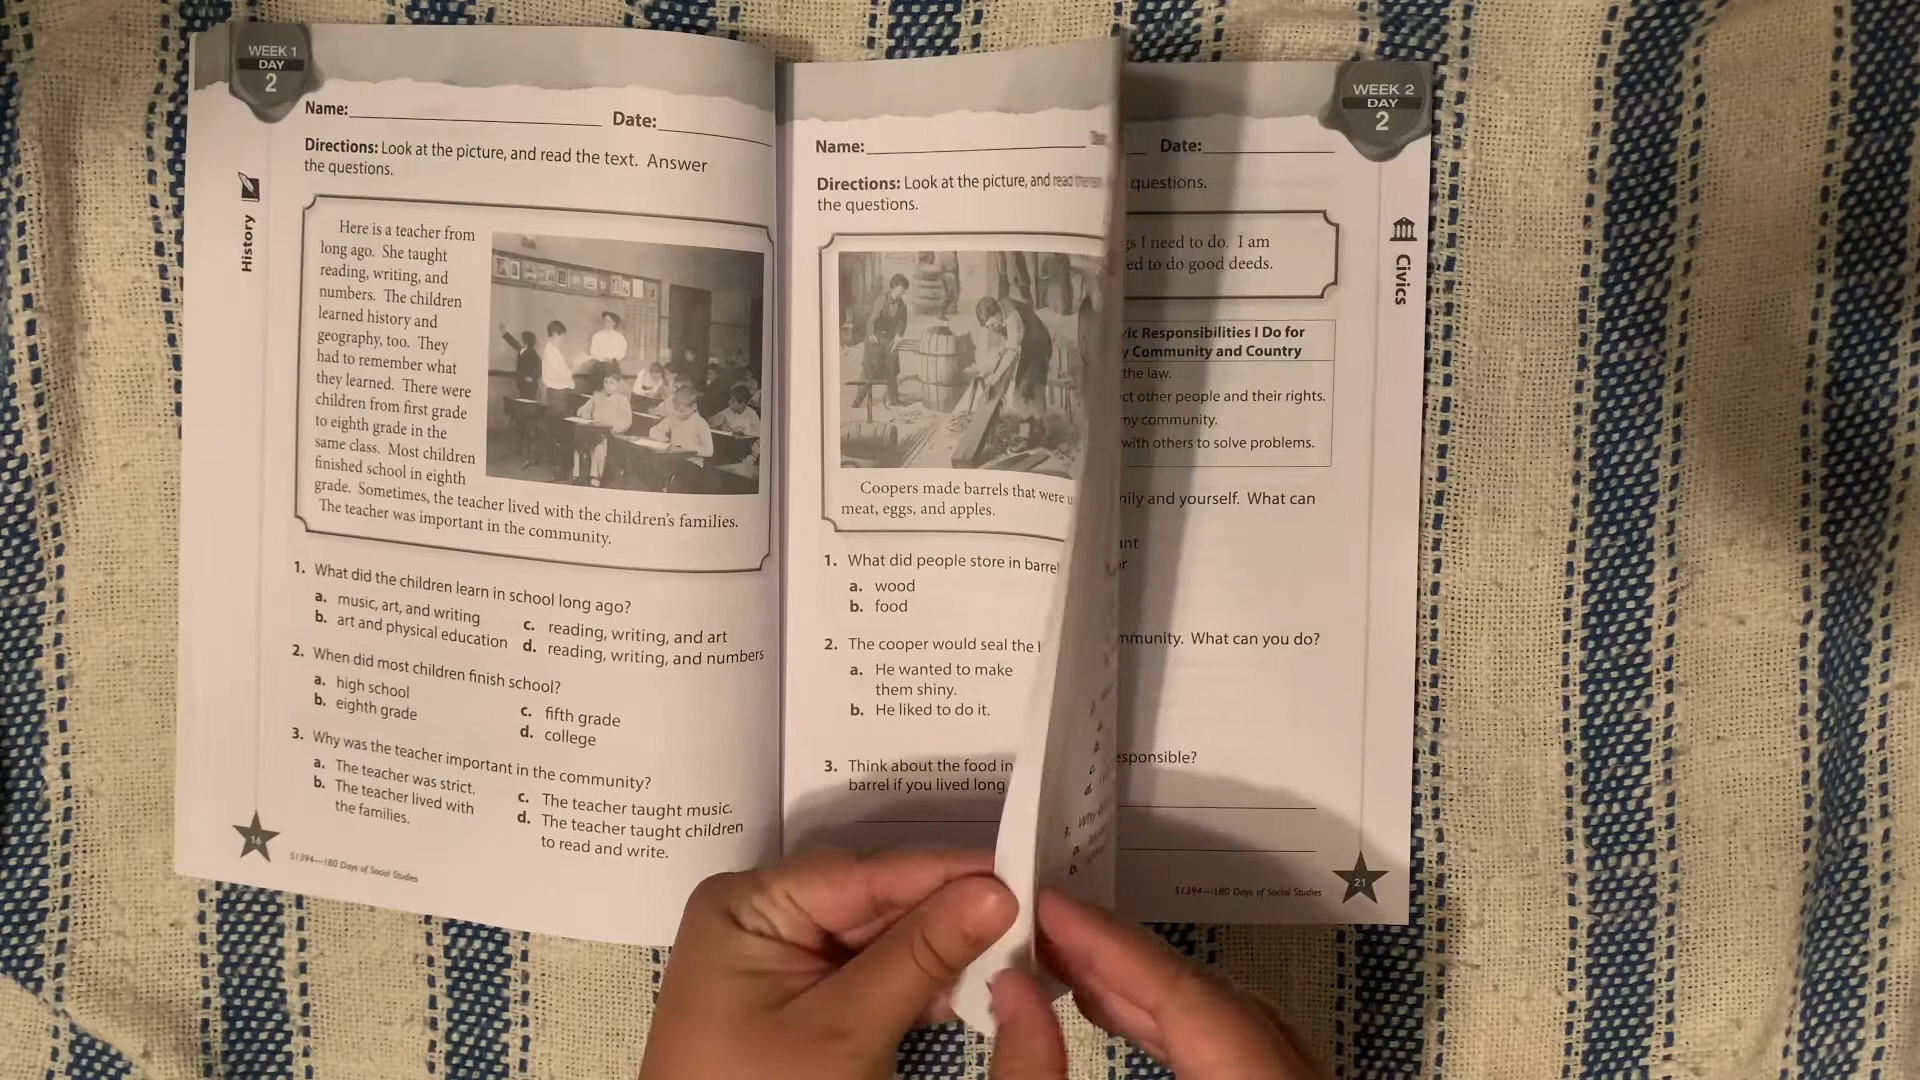 WEEK 1
DAY
2
Name:
Date:
Directions: Look at the picture, and read the text. Answer
the questions.
History
Here is a teacher from
long ago. She taught
reading, writing, and
numbers. The children
learned history and
geography, too. They
had to remember what
they learned. There were
children from first grade
to eighth grade in the
same class. Most children
finished school in eighth
grade. Sometimes, the teacher lived with the children's families.
The teacher was important in the community.
1. What did the children learn in school long ago?
a. music, art, and writing
b. art and physical education
c. reading, writing, and art
d. reading, writing, and numbers
2. When did most children finish school?
a. high school
b. eighth grade
c. fifth grade
d. college
3. Why was the teacher important in the community?
a. The teacher was strict.
b. The teacher lived with
the families.
c. The teacher taught music.
d. The teacher taught children
to read and write.
16
51394—180 Days of Social Studies
Name:
Directions: Look at the picture, and read
the questions.
Coopers made barrels that were
meat, eggs, and apples.
1. What did people store in
a. wood
b. food
2. The cooper would seal the
a. He wanted to make
them shiny.
b. He liked to do it.
3. Think about the food in
barrel if you lived long
WEEK 2
DAY
2
Date:
questions.
I need to do. I am
to do good deeds.
Civics
Responsibilities I Do for
Community and Country
the law.
other people and their rights.
my community.
with others to solve problems.
and yourself. What can
What can you do?
51394—180 Days of Social Studies
21